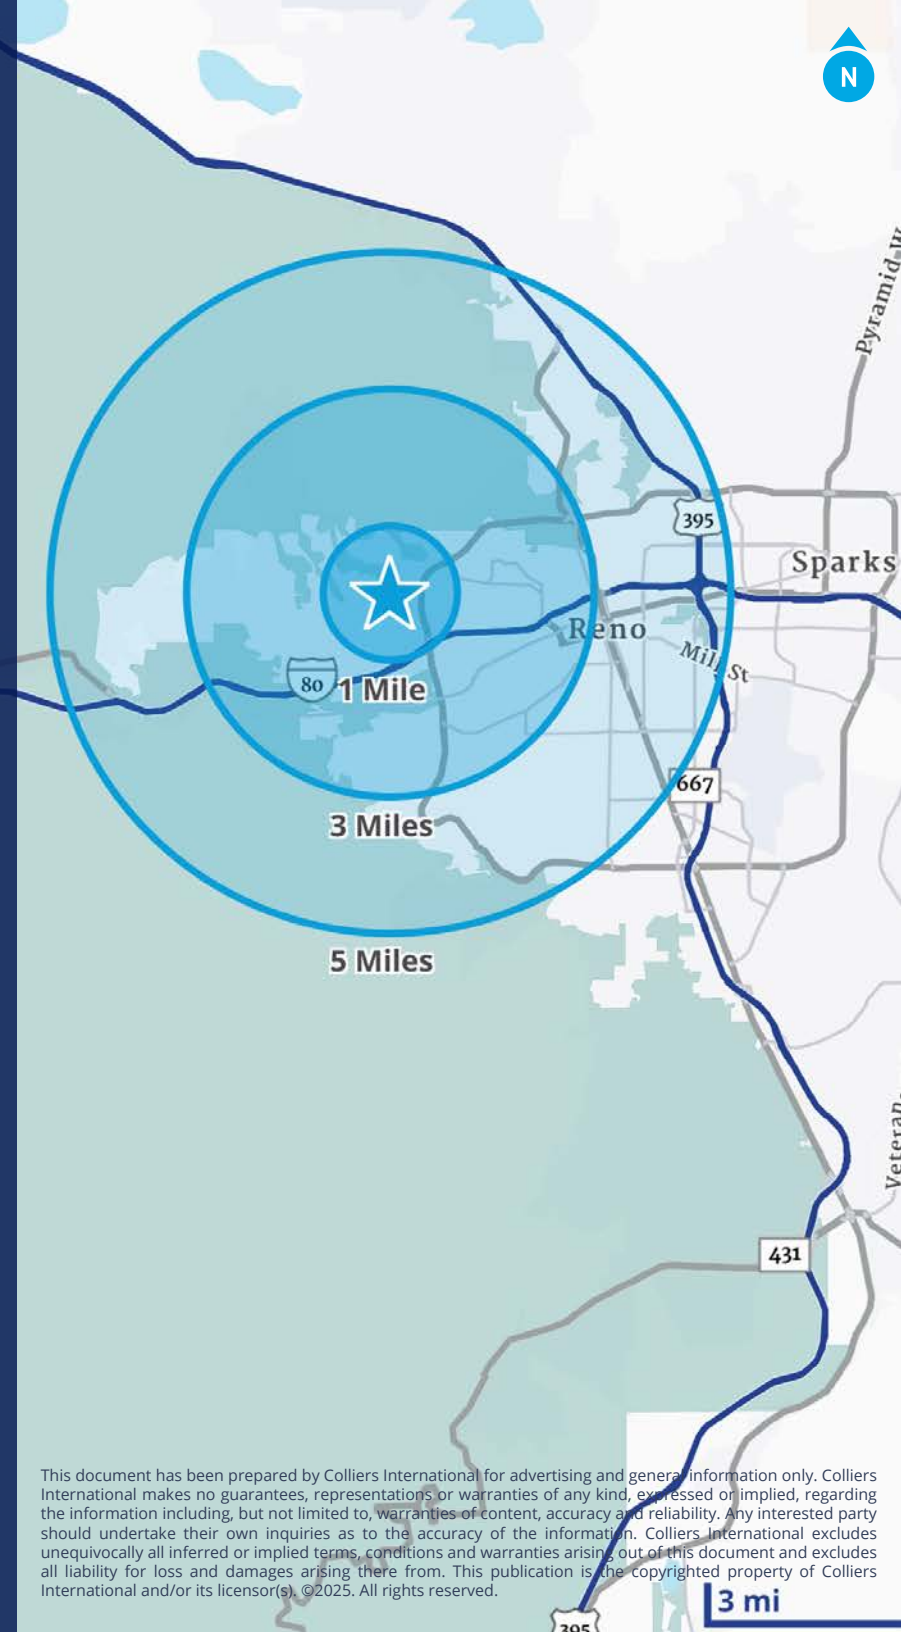 N
Pyramid W
395
Sparks
Reno
Mill St
80
1 Mile
667
3 Miles
5 Miles
Veteran
431
This document has been prepared by Colliers International for advertising and general information only. Colliers
International makes no guarantees, representations or warranties of any kind, expressed or implied, regarding
the information including, but not limited to, warranties of content, accuracy and reliability. Any interested party
should undertake their own inquiries as to the accuracy of the information. Colliers International excludes
unequivocally all inferred or implied terms, conditions and warranties arising out of this document and excludes
all liability for loss and damages arising there from. This publication is the copyrighted property of Colliers
International and/or its licensor(s). ©2025. All rights reserved.
3 mi
395